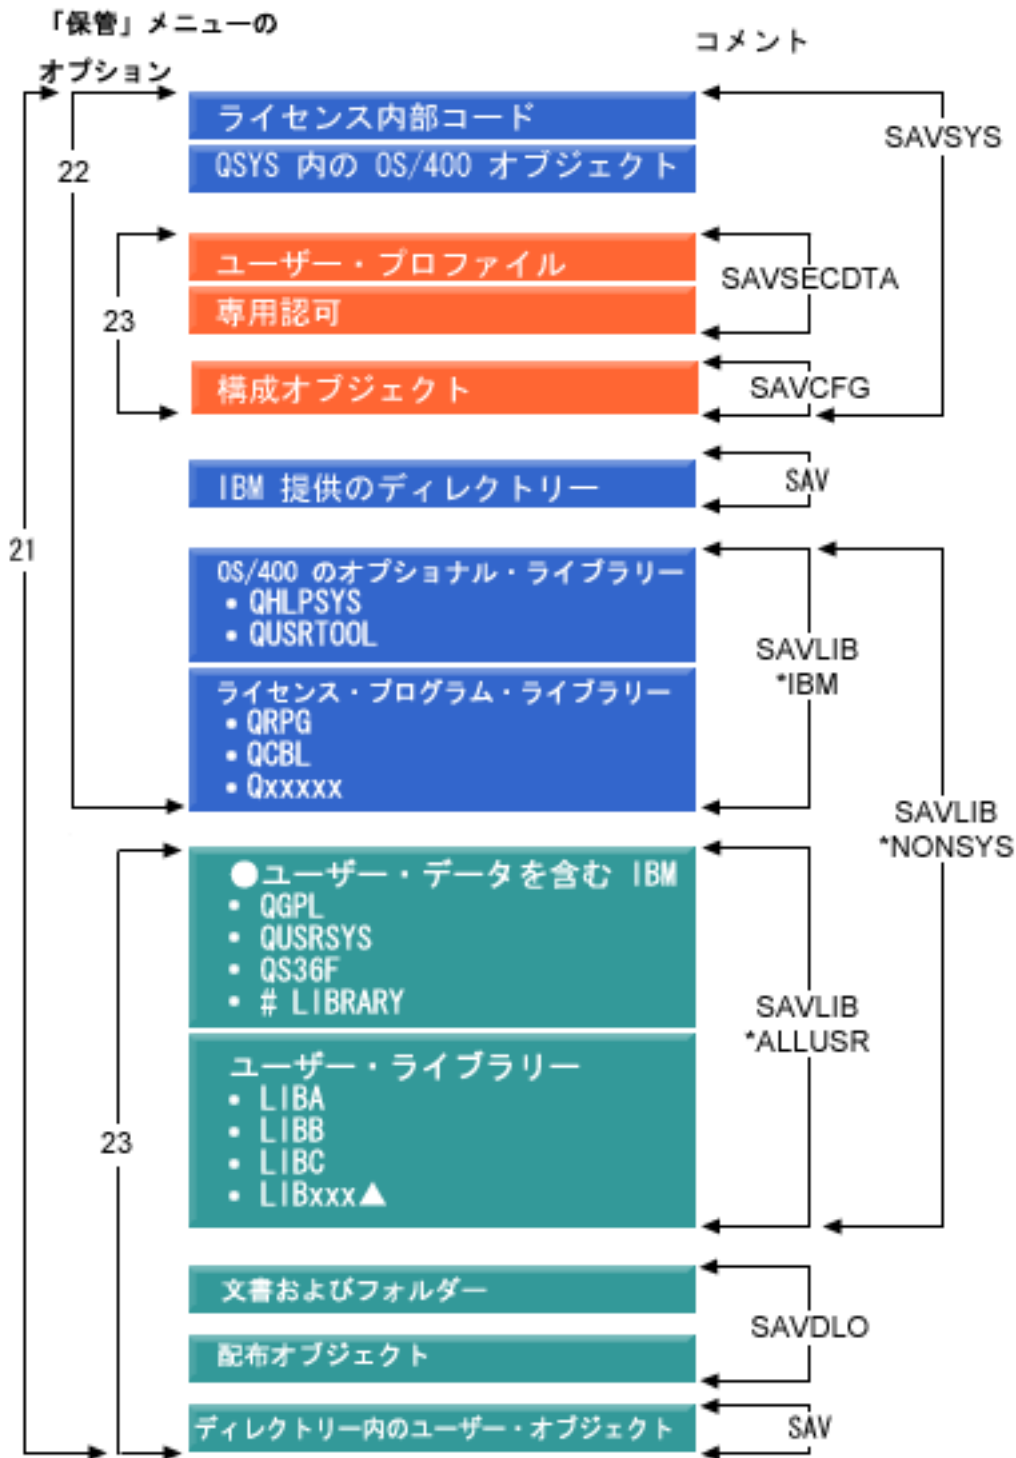 「保管」メニューの
オプション
コメント
ライセンス内部コード
QSYS 内の OS/400 オブジェクト
SAVSYS
22
ユーザー・プロファイル
専用認可
SAVSECDTA
23
構成オブジェクト
SAVCFG
IBM 提供のディレクトリー
SAV
21
OS/400 のオプショナル・ライブラリー
• QHLPSYS
• QUSRTOOL
ライセンス・プログラム・ライブラリー
• QRPG
• QCBL
• Qxxxxx
SAVLIB
*IBM
SAVLIB
*NONSYS
●ユーザー・データを含む IBM
• QGPL
• QUSRSYS
• QS36F
• # LIBRARY
ユーザー・ライブラリー
• LIBA
• LIBB
• LIBC
• LIBxxx▲
SAVLIB
*ALLUSR
23
文書およびフォルダー
配布オブジェクト
SAVDLO
ディレクトリー内のユーザー・オブジェクト
SAV